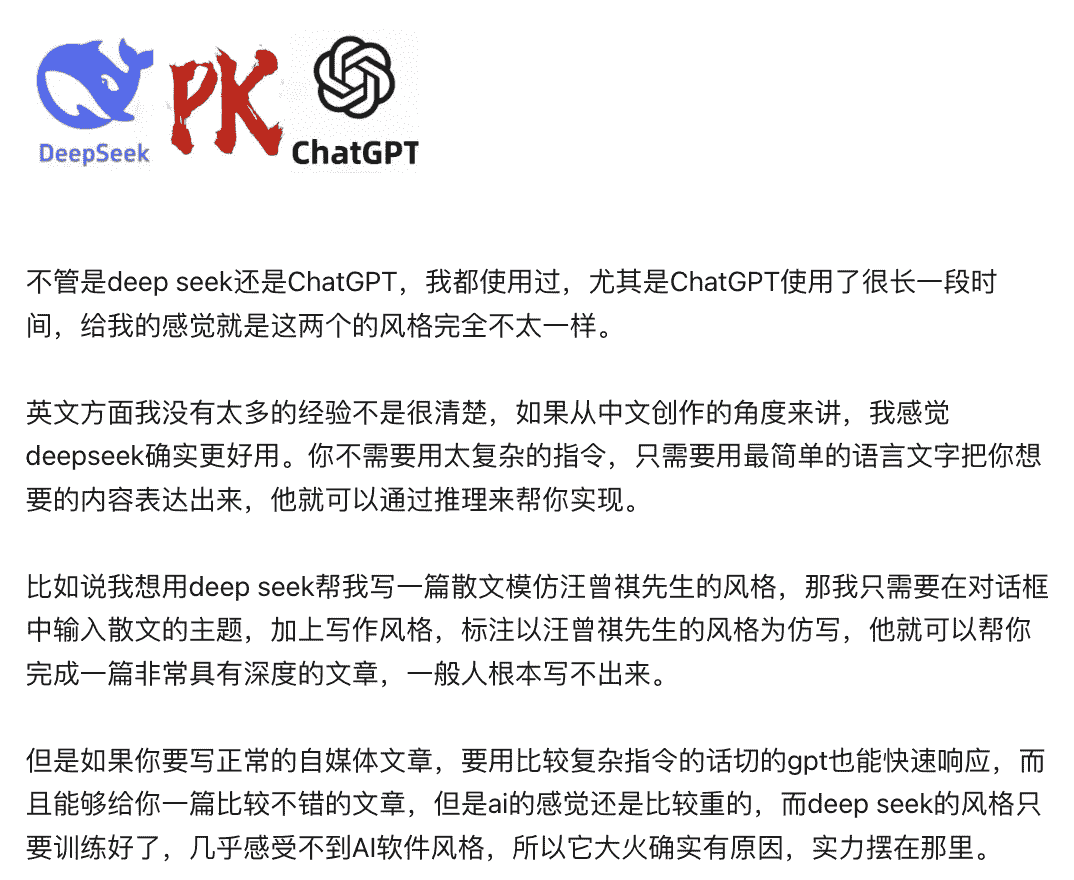 DeepSeek PK ChatGPT
不管是deep seek还是ChatGPT，我都使用过，尤其是ChatGPT使用了很长一段时
间，给我的感觉就是这两个的风格完全不太一样。
英文方面我没有太多的经验不是很清楚，如果从中文创作的角度来讲，我感觉
deepseek确实更好用。你不需要用太复杂的指令，只需要用最简单的语言文字把你想
要的内容表达出来，他就可以通过推理来帮你实现。
比如说我想用deep seek帮我写一篇散文模仿汪曾祺先生的风格，那我只需要在对话框
中输入散文的主题，加上写作风格，标注以汪曾祺先生的风格为仿写，他就可以帮你
完成一篇非常具有深度的文章，一般人根本写不出来。
但是如果你要写正常的自媒体文章，要用比较复杂指令的话切的gpt也能快速响应，而
且能够给你一篇比较不错的文章，但是ai的感觉还是比较重的，而deep seek的风格只
要训练好了，几乎感受不到AI软件风格，所以它大火确实有原因，实力摆在那里。